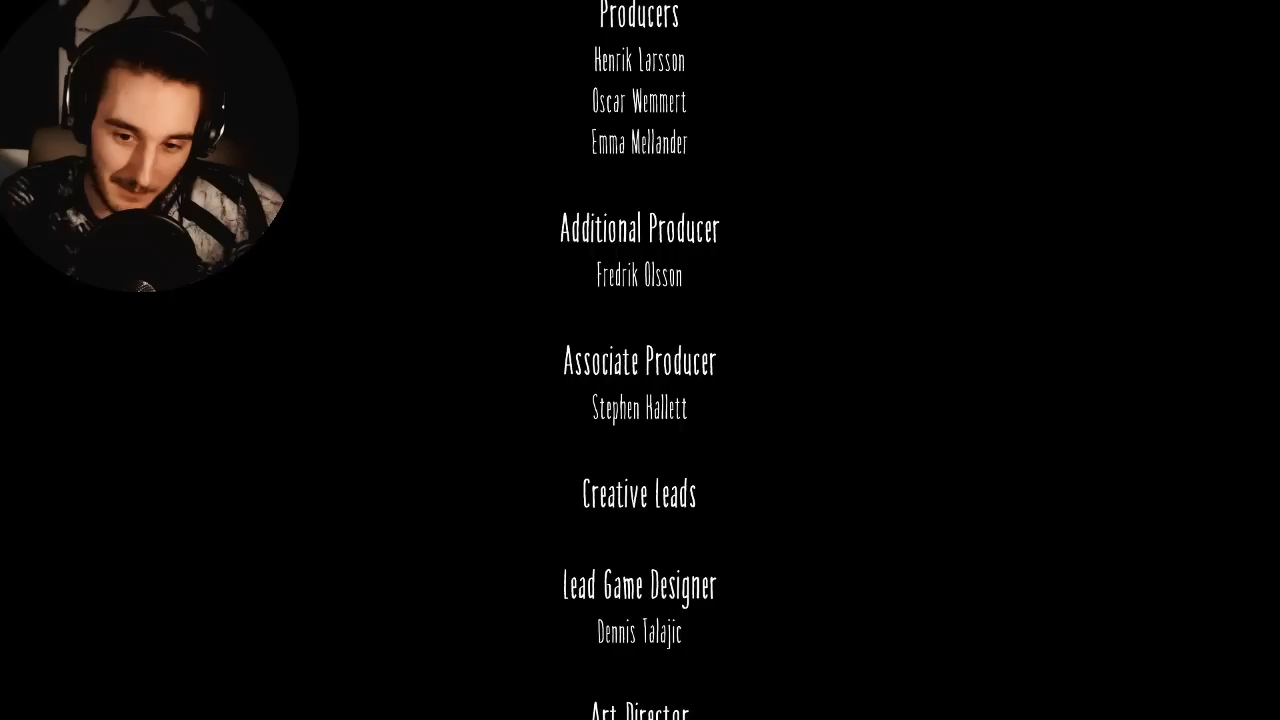 Producers
Henrik Larsson
Oscar Wemmert
Emma Mellander
Additional Producer
Fredrik Olsson
Associate Producer
Stephen Hallett
Creative Leads
Lead Game Designer
Dennis Talajic
Art Director